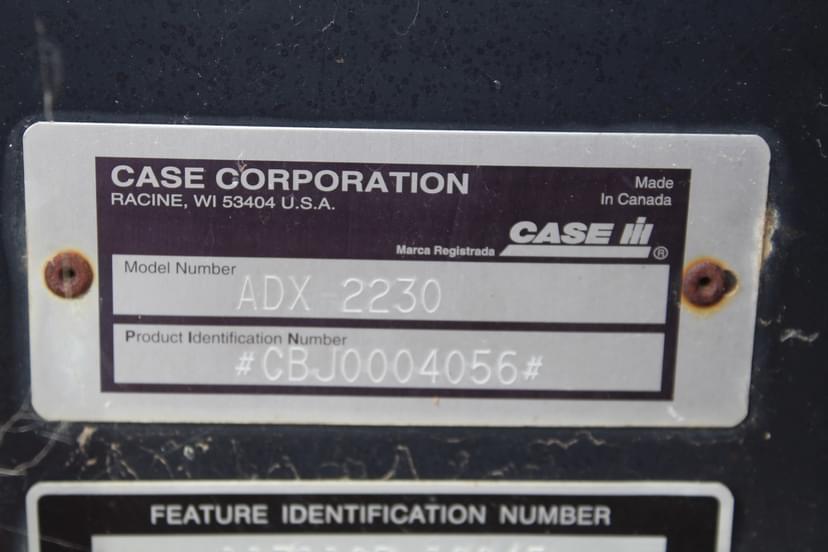 CASE CORPORATION
RACINE, WI 53404 U.S.A.
Made
In Canada
Marca Registrada CASE IH ®
Model Number
ADX 2230
Product Identification Number
#CBJ0004056#
FEATURE IDENTIFICATION NUMBER